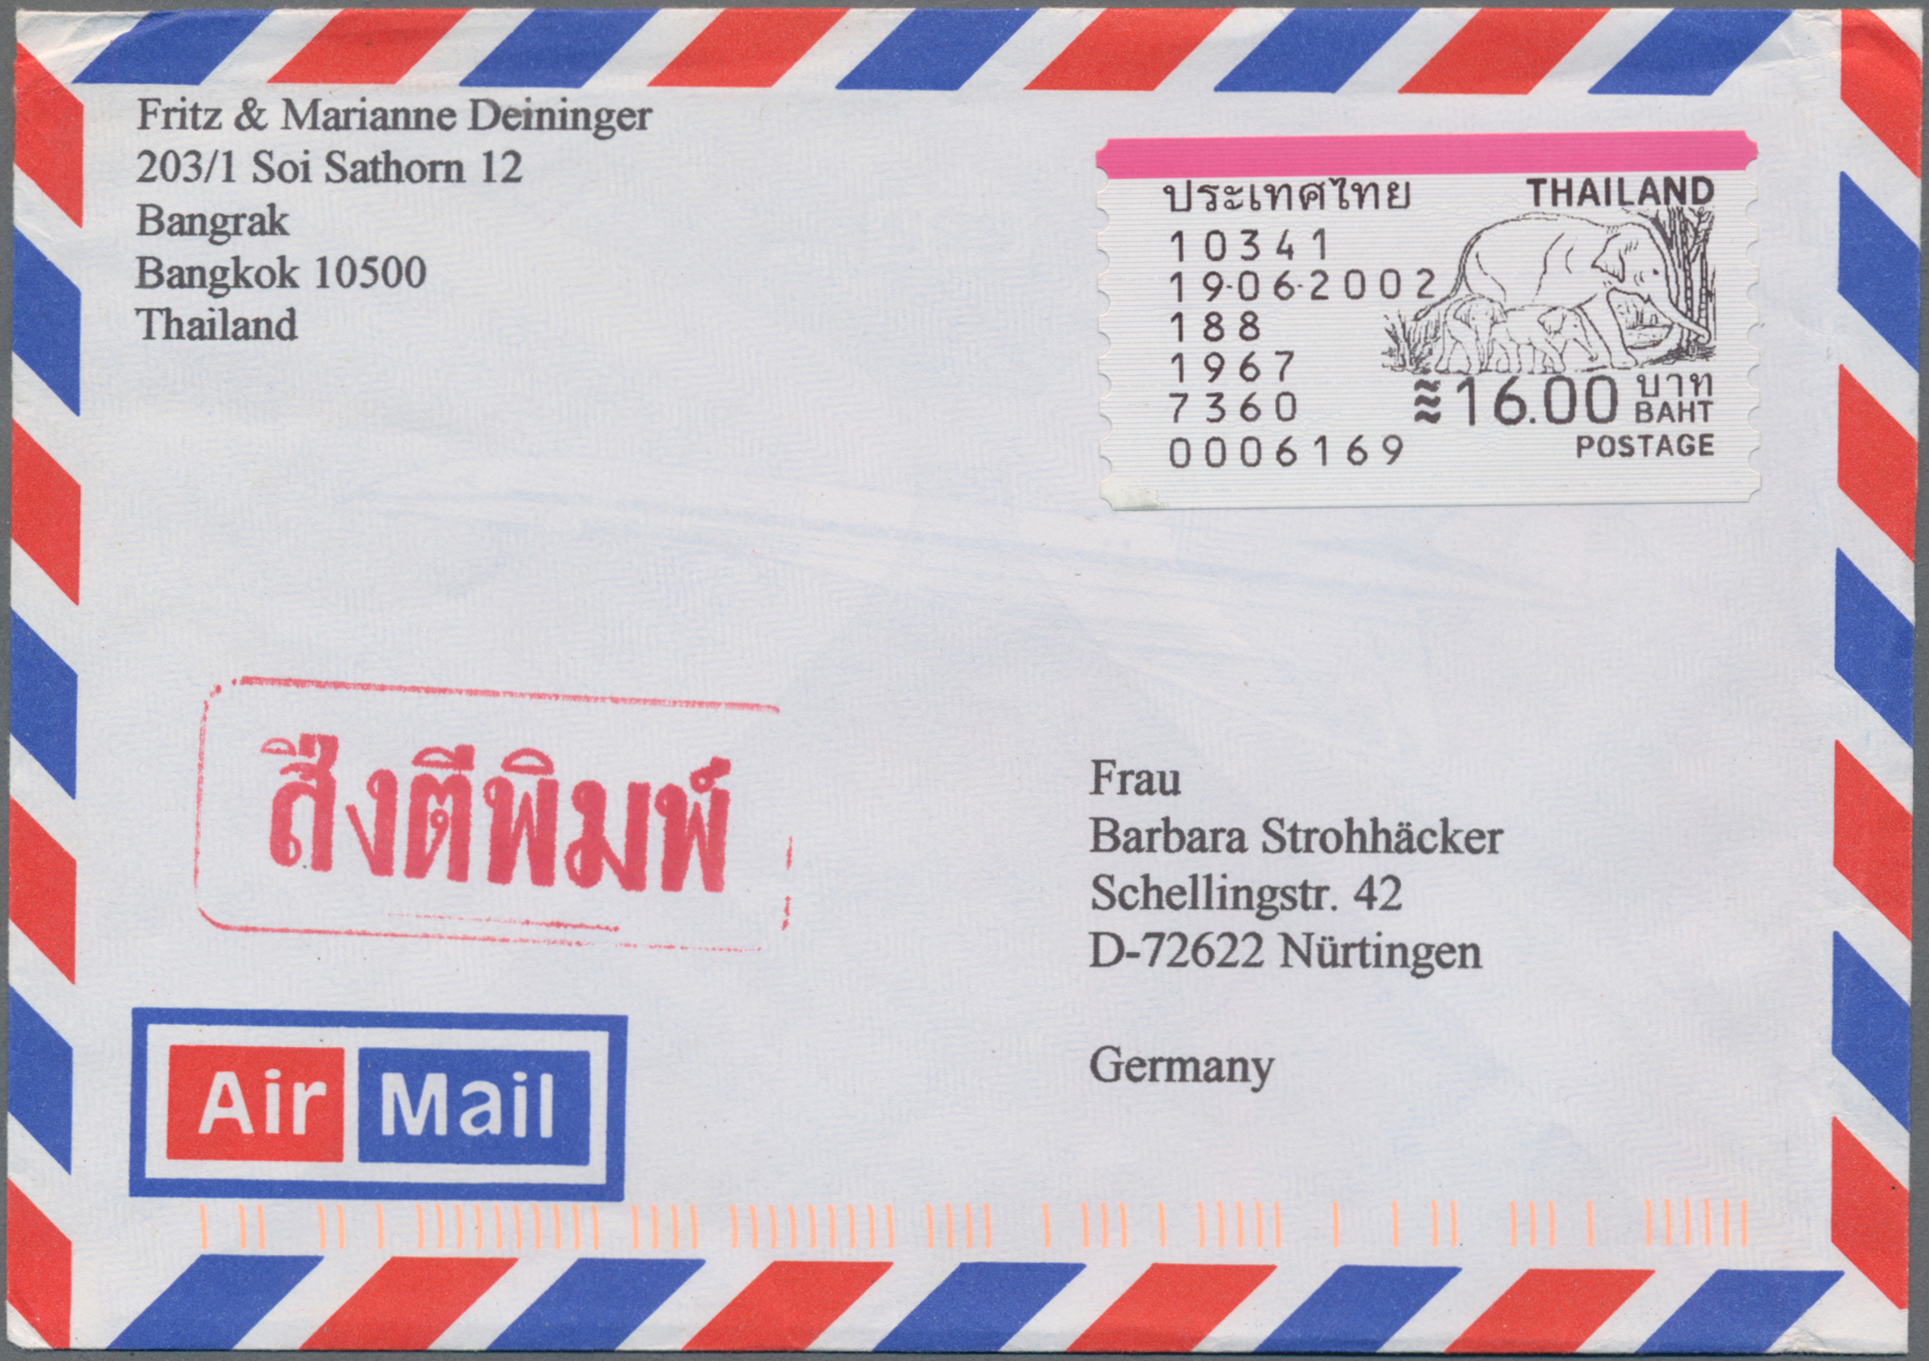 Fritz & Marianne Deininger
203/1 Soi Sathorn 12
Bangrak
Bangkok 10500
Thailand
ประเทศไทย THAILAND
10341
19-06-2002
188
1967
7360
≈16.00 บาท BAHT
0006169 POSTAGE
สิ่งตีพิมพ์
Frau
Barbara Strohhäcker
Schellingstr. 42
D-72622 Nürtingen
Germany
Air Mail